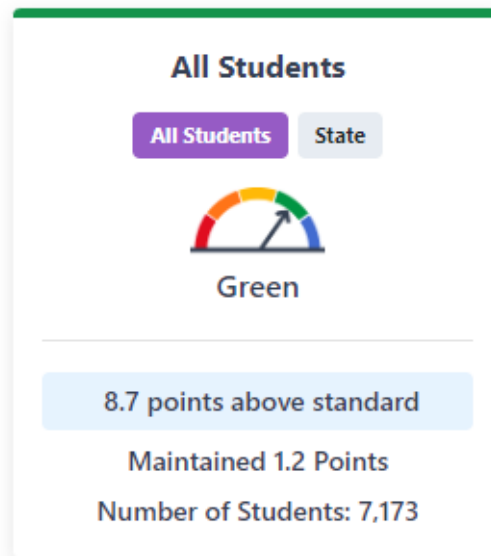 All Students
All Students State
Green
8.7 points above standard
Maintained 1.2 Points
Number of Students: 7,173